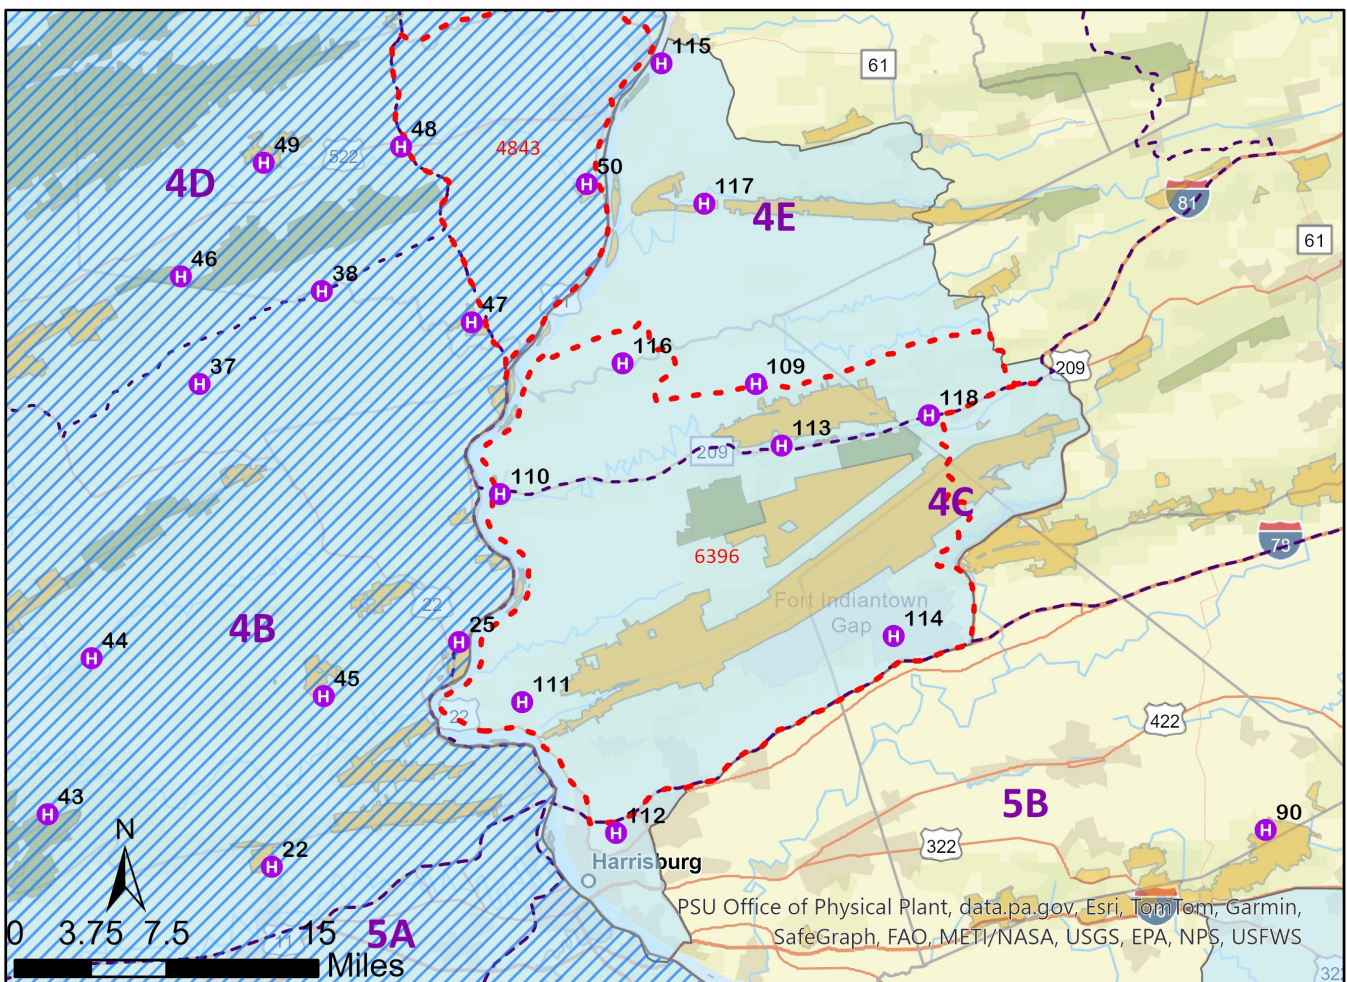 115
61
48
49
522
4843
50
4D
117
4E
81
61
46
38
47
116
37
109
209
118
113
209
110
4C
78
6396
Fort Indiantown
Gap
22
25
114
4B
44
45
111
22
422
43
5B
N
112
90
322
22
Harrisburg
PSU Office of Physical Plant, data.pa.gov, Esri, TomTom, Garmin,
SafeGraph, FAO, METI/NASA, USGS, EPA, NPS, USFWS
0 3.75 7.5 15
5A
11
Miles
322